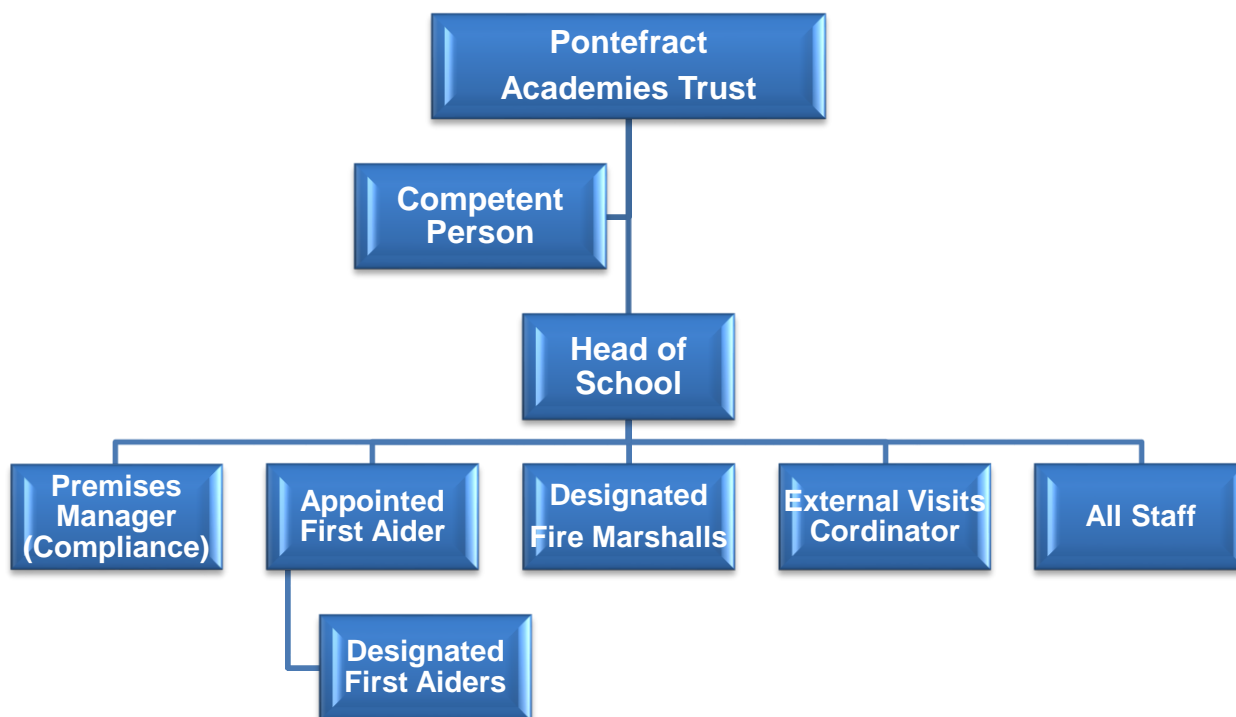 Pontefract
Academies Trust
Competent
Person
Head of
School
Premises
Manager
(Compliance)
Appointed
First Aider
Designated
Fire Marshalls
External Visits
Cordinator
All Staff
Designated
First Aiders